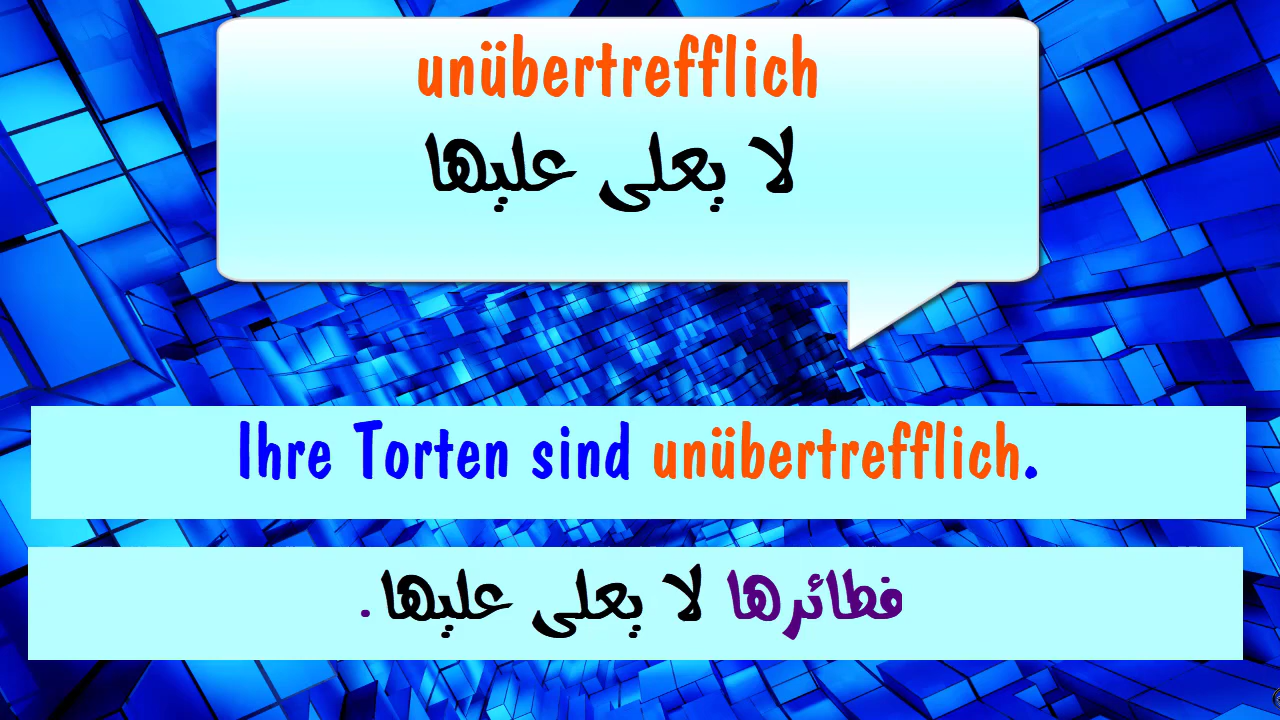 unübertrefflich
لا يعلى عليها
Ihre Torten sind unübertrefflich.
فطائرها لا يعلى عليها.